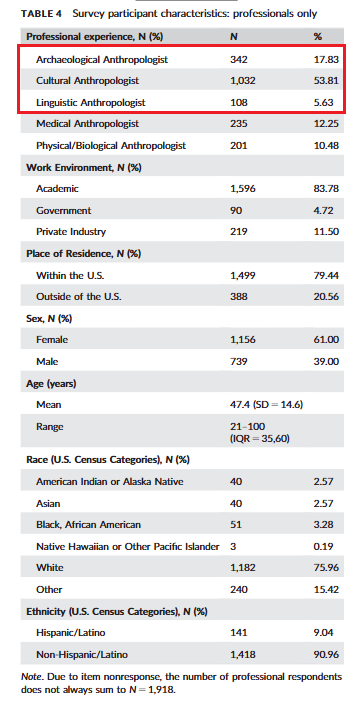 TABLE 4 Survey participant characteristics: professionals only
Professional experience, N (%) N %
Archaeological Anthropologist 342 17.83
Cultural Anthropologist 1,032 53.81
Linguistic Anthropologist 108 5.63
Medical Anthropologist 235 12.25
Physical/Biological Anthropologist 201 10.48
Work Environment, N (%)
Academic 1,596 83.78
Government 90 4.72
Private Industry 219 11.50
Place of Residence, N (%)
Within the U.S. 1,499 79.44
Outside of the U.S. 388 20.56
Sex, N (%)
Female 1,156 61.00
Male 739 39.00
Age (years)
Mean 47.4 (SD = 14.6)
Range 21–100
(IQR = 35,60)
Race (U.S. Census Categories), N (%)
American Indian or Alaska Native 40 2.57
Asian 40 2.57
Black, African American 51 3.28
Native Hawaiian or Other Pacific Islander 3 0.19
White 1,182 75.96
Other 240 15.42
Ethnicity (U.S. Census Categories), N (%)
Hispanic/Latino 141 9.04
Non-Hispanic/Latino 1,418 90.96
Note. Due to item nonresponse, the number of professional respondents
does not always sum to N = 1,918.